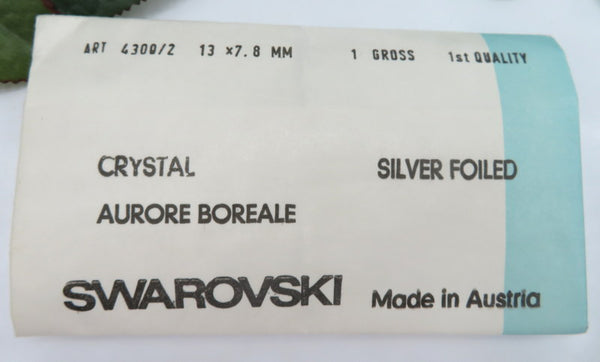 ART 4300/2 13 ×7.8 MM 1 GROSS 1st QUALITY
CRYSTAL SILVER FOILED
AURORE BOREALE
SWAROVSKI Made in Austria